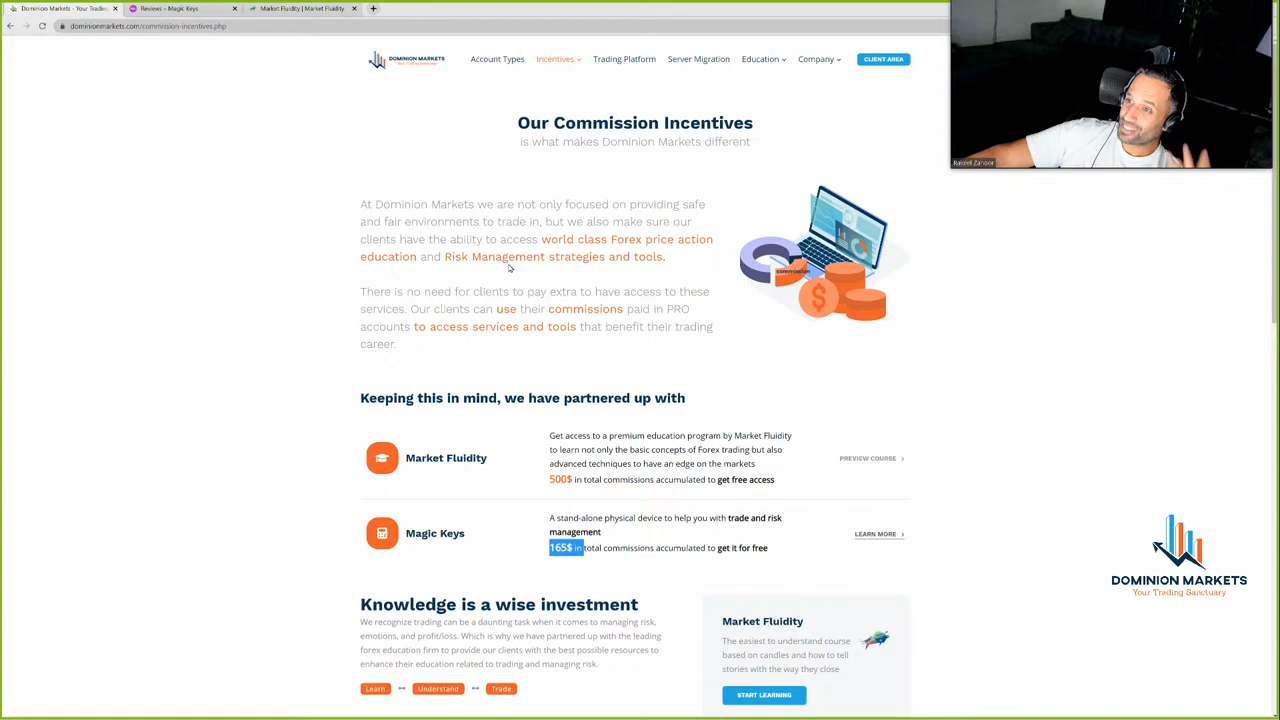 Dominion Markets - Your Trading
Reviews – Magic Keys
Market Fluidity | Market Fluidity
dominionmarkets.com/commission-incentives.php
DOMINION MARKETS
Your Trading Sanctuary
Account Types
Incentives
Trading Platform
Server Migration
Education
Company
CLIENT AREA
Rakeel Zahoor
Our Commission Incentives
is what makes Dominion Markets different
At Dominion Markets we are not only focused on providing safe
and fair environments to trade in, but we also make sure our
clients have the ability to access world class Forex price action
education and Risk Management strategies and tools.
There is no need for clients to pay extra to have access to these
services. Our clients can use their commissions paid in PRO
accounts to access services and tools that benefit their trading
career.
commission
Keeping this in mind, we have partnered up with
Market Fluidity
Get access to a premium education program by Market Fluidity
to learn not only the basic concepts of Forex trading but also
advanced techniques to have an edge on the markets
500$ in total commissions accumulated to get free access
PREVIEW COURSE
Magic Keys
A stand-alone physical device to help you with trade and risk
management
165$ in total commissions accumulated to get it for free
LEARN MORE
DOMINION MARKETS
Your Trading Sanctuary
Knowledge is a wise investment
We recognize trading can be a daunting task when it comes to managing risk,
emotions, and profit/loss. Which is why we have partnered up with the leading
forex education firm to provide our clients with the best possible resources to
enhance their education related to trading and managing risk.
Learn
Understand
Trade
Market Fluidity
The easiest to understand course
based on candles and how to tell
stories with the way they close
START LEARNING